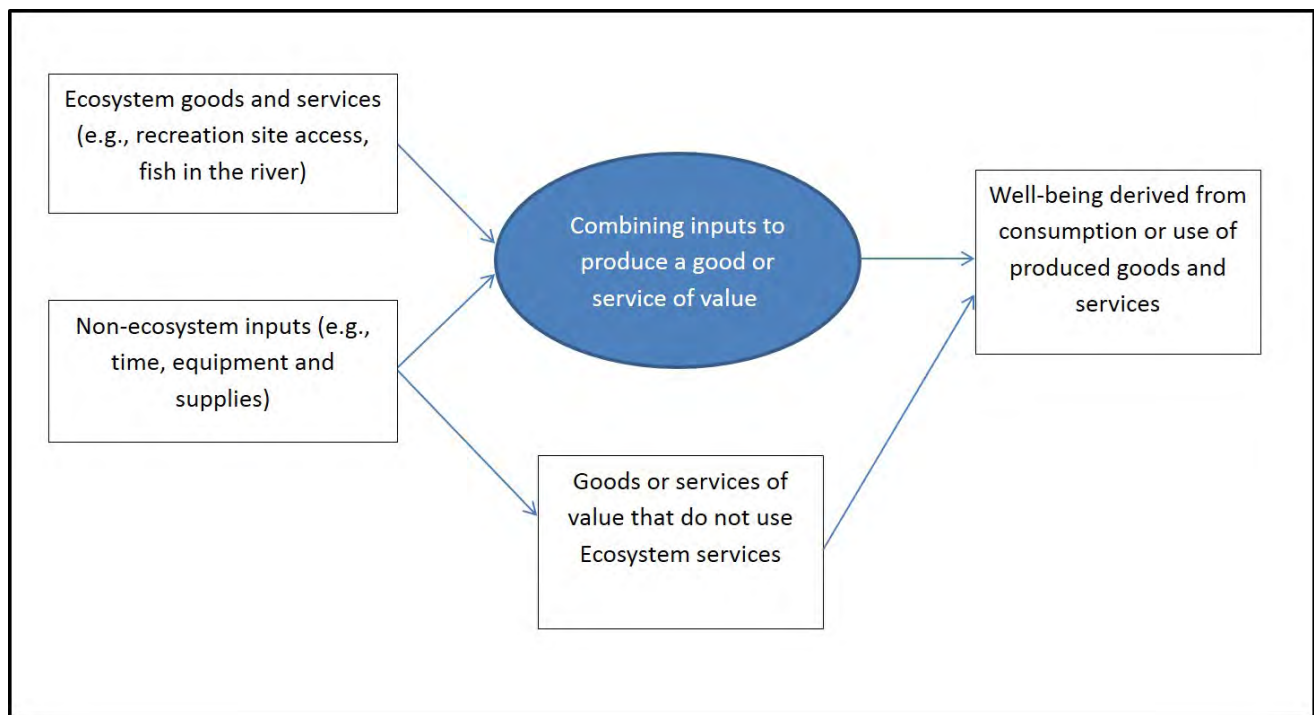 Ecosystem goods and services
(e.g., recreation site access,
fish in the river)
Non-ecosystem inputs (e.g.,
time, equipment and
supplies)
Combining inputs to
produce a good or
service of value
Goods or services of
value that do not use
Ecosystem services
Well-being derived from
consumption or use of
produced goods and
services